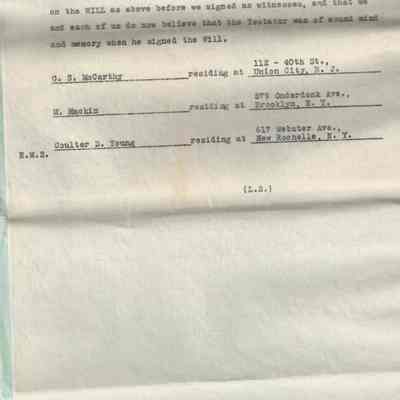 on the WILL as above before we signed as witnesses, and that we
and each of us do now believe that the Testator was of sound mind
and memory when he signed the Will.
112 - 40th St.,
G. S. McCarthy residing at Union City, N. J.
979 Onderdonk Ave.,
M. Mackin residing at Brooklyn, N. Y.
617 Webster Ave.,
Coulter D. Young residing at New Rochelle, N. Y.
E.M.S.
(L.S.)